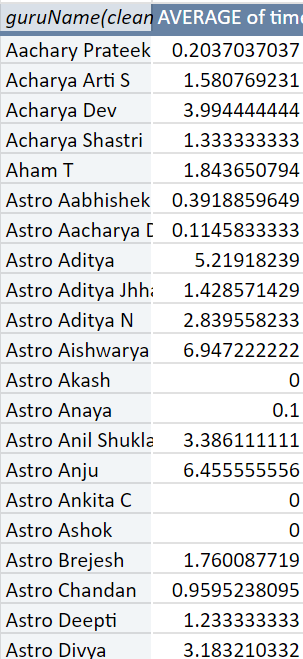 guruName(clean AVERAGE of time
Aachary Prateek 0.2037037037
Acharya Arti S 1.580769231
Acharya Dev 3.994444444
Acharya Shastri 1.333333333
Aham T 1.843650794
Astro Aabhishek 0.3918859649
Astro Aacharya D 0.1145833333
Astro Aditya 5.21918239
Astro Aditya Jhha 1.428571429
Astro Aditya N 2.839558233
Astro Aishwarya 6.947222222
Astro Akash 0
Astro Anaya 0.1
Astro Anil Shukla 3.386111111
Astro Anju 6.455555556
Astro Ankita C 0
Astro Ashok 0
Astro Brejesh 1.760087719
Astro Chandan 0.9595238095
Astro Deepti 1.233333333
Astro Divya 3.183210332